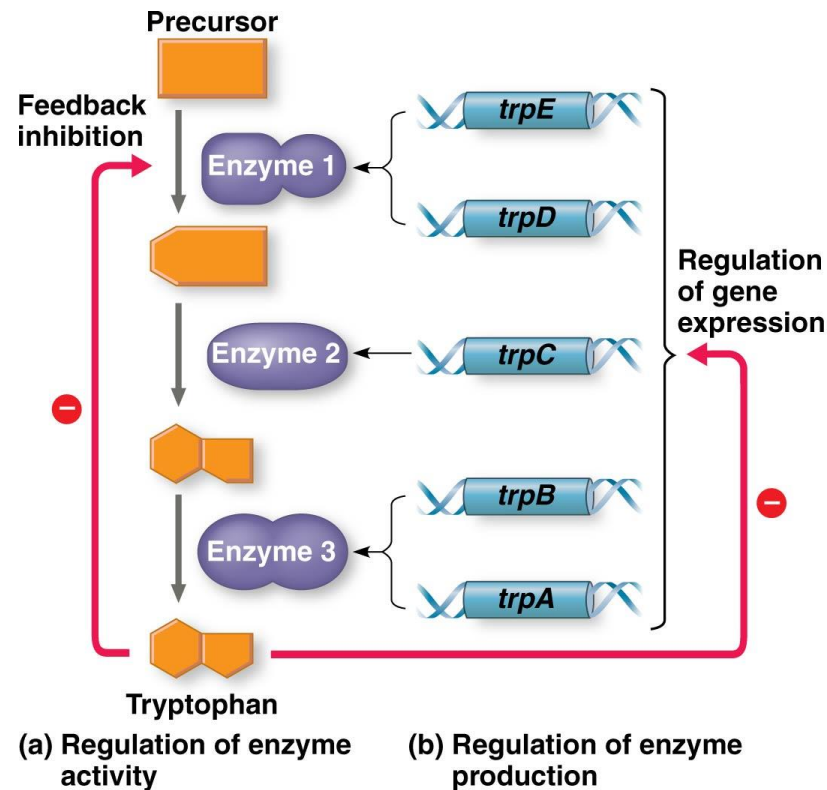 Precursor
Feedback
inhibition
Enzyme 1
trpE
trpD
Regulation
of gene
expression
Enzyme 2
trpC
−
trpB
−
Enzyme 3
trpA
Tryptophan
(a) Regulation of enzyme
activity
(b) Regulation of enzyme
production